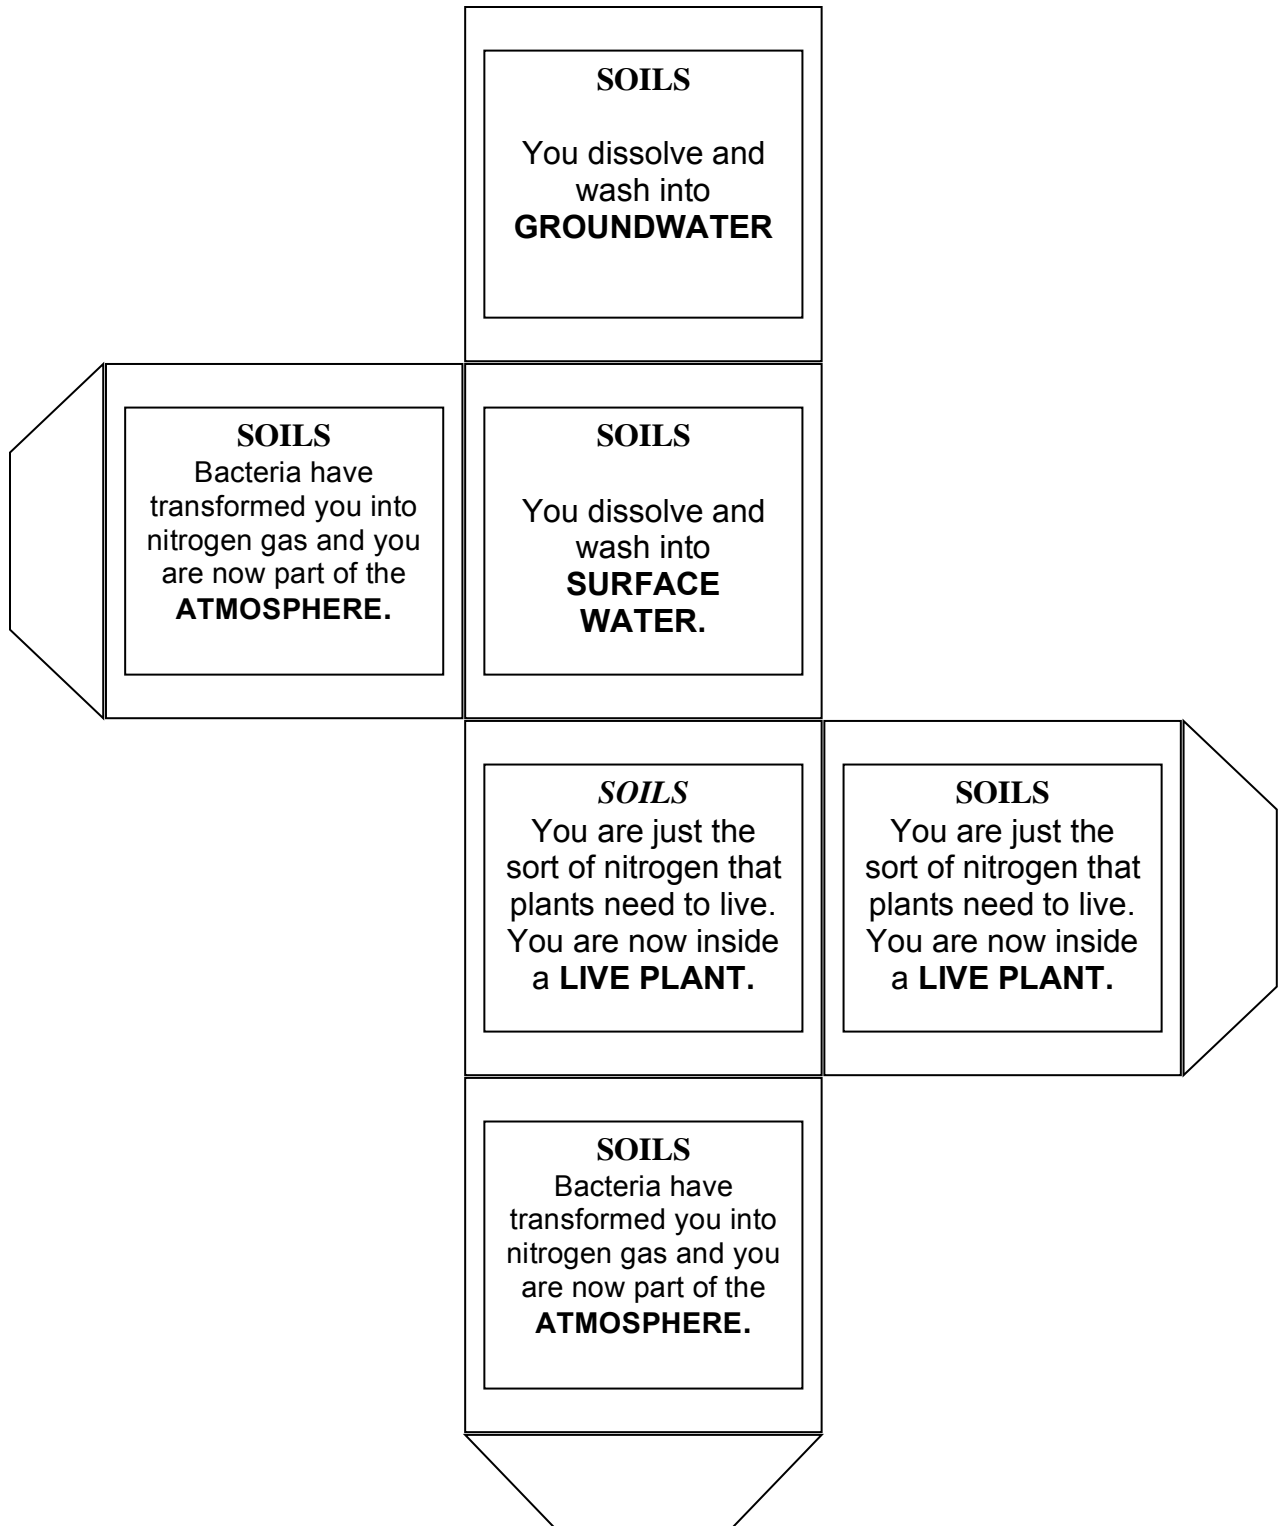 SOILS
You dissolve and
wash into
GROUNDWATER
SOILS
Bacteria have
transformed you into
nitrogen gas and you
are now part of the
ATMOSPHERE.
SOILS
You dissolve and
wash into
SURFACE
WATER.
SOILS
You are just the
sort of nitrogen that
plants need to live.
You are now inside
a LIVE PLANT.
SOILS
You are just the
sort of nitrogen that
plants need to live.
You are now inside
a LIVE PLANT.
SOILS
Bacteria have
transformed you into
nitrogen gas and you
are now part of the
ATMOSPHERE.